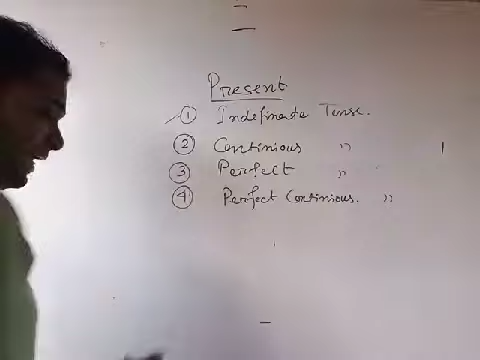 Present
① Indefinate Tense.
② Continious "
③ Perfect "
④ Perfect Continious. "